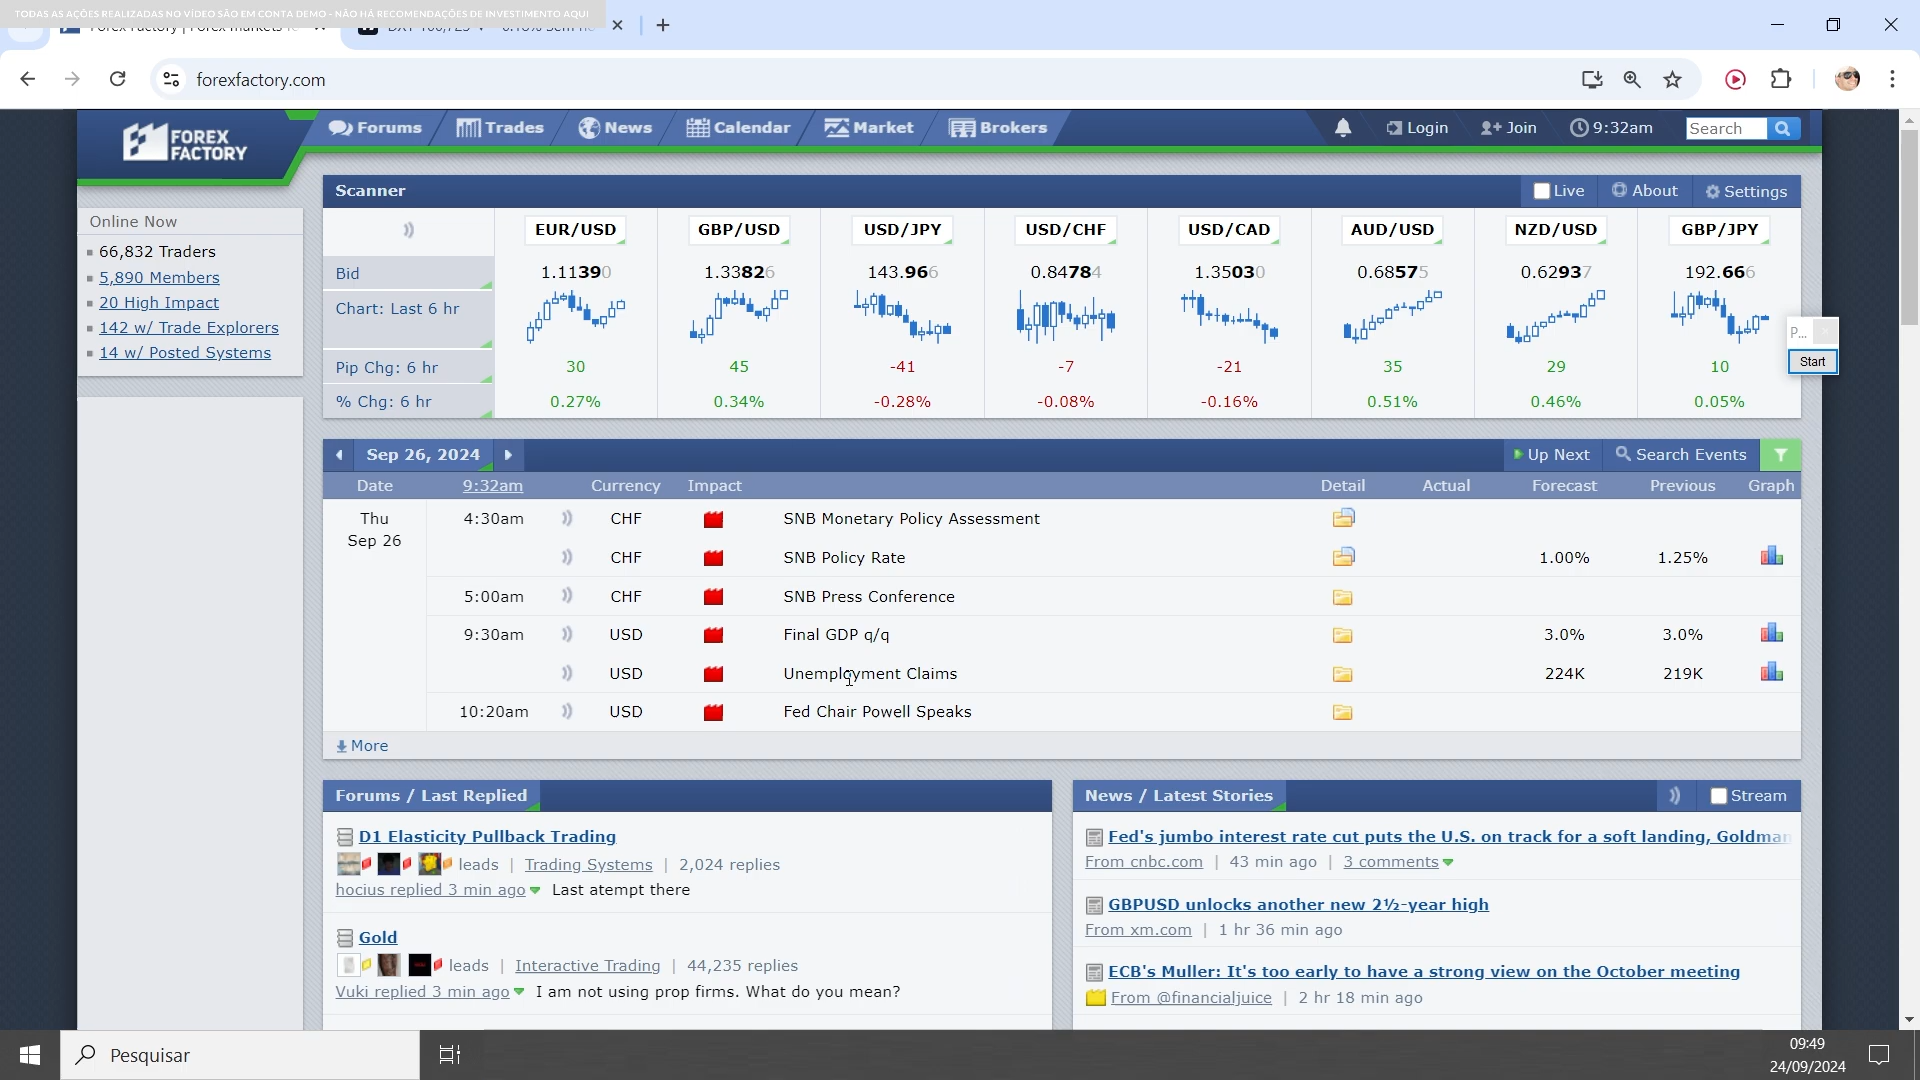 TODAS AS AÇÕES REALIZADAS NO VÍDEO SÃO EM CONTA DEMO - NÃO HÁ RECOMENDAÇÕES DE INVESTIMENTO AQUI
forexfactory.com
FOREX FACTORY
Forums Trades News Calendar Market Brokers
Login Join 9:32am Search
Online Now
66,832 Traders
5,890 Members
20 High Impact
142 w/ Trade Explorers
14 w/ Posted Systems
Scanner Live About Settings
EUR/USD GBP/USD USD/JPY USD/CHF USD/CAD AUD/USD NZD/USD GBP/JPY
Bid 1.11390 1.33826 143.966 0.84784 1.35030 0.68575 0.62937 192.666
Chart: Last 6 hr
Pip Chg: 6 hr 30 45 -41 -7 -21 35 29 10
% Chg: 6 hr 0.27% 0.34% -0.28% -0.08% -0.16% 0.51% 0.46% 0.05%
P...
Start
Sep 26, 2024 Up Next Search Events
Date 9:32am Currency Impact Detail Actual Forecast Previous Graph
Thu
Sep 26
4:30am CHF SNB Monetary Policy Assessment
CHF SNB Policy Rate 1.00% 1.25%
5:00am CHF SNB Press Conference
9:30am USD Final GDP q/q 3.0% 3.0%
USD Unemployment Claims 224K 219K
10:20am USD Fed Chair Powell Speaks
More
Forums / Last Replied
D1 Elasticity Pullback Trading
leads | Trading Systems | 2,024 replies
hocius replied 3 min ago Last atempt there
Gold
leads | Interactive Trading | 44,235 replies
Vuki replied 3 min ago I am not using prop firms. What do you mean?
News / Latest Stories Stream
Fed's jumbo interest rate cut puts the U.S. on track for a soft landing, Goldman
From cnbc.com | 43 min ago | 3 comments
GBPUSD unlocks another new 2½-year high
From xm.com | 1 hr 36 min ago
ECB's Muller: It's too early to have a strong view on the October meeting
From @financialjuice | 2 hr 18 min ago
Pesquisar
09:49
24/09/2024